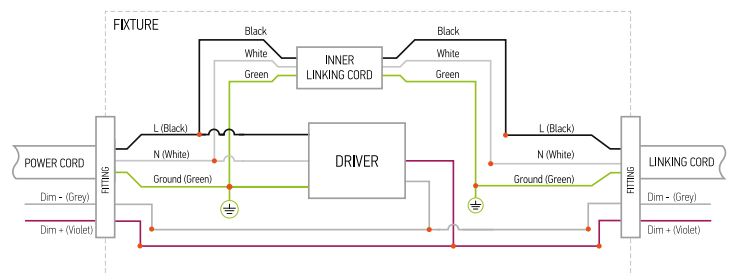 FIXTURE
Black
White
Green
INNER
LINKING CORD
Black
White
Green
L (Black)
N (White)
Ground (Green)
DRIVER
L (Black)
N (White)
Ground (Green)
POWER CORD
FITTING
FITTING
LINKING CORD
Dim - (Grey)
Dim + (Violet)
Dim - (Grey)
Dim + (Violet)